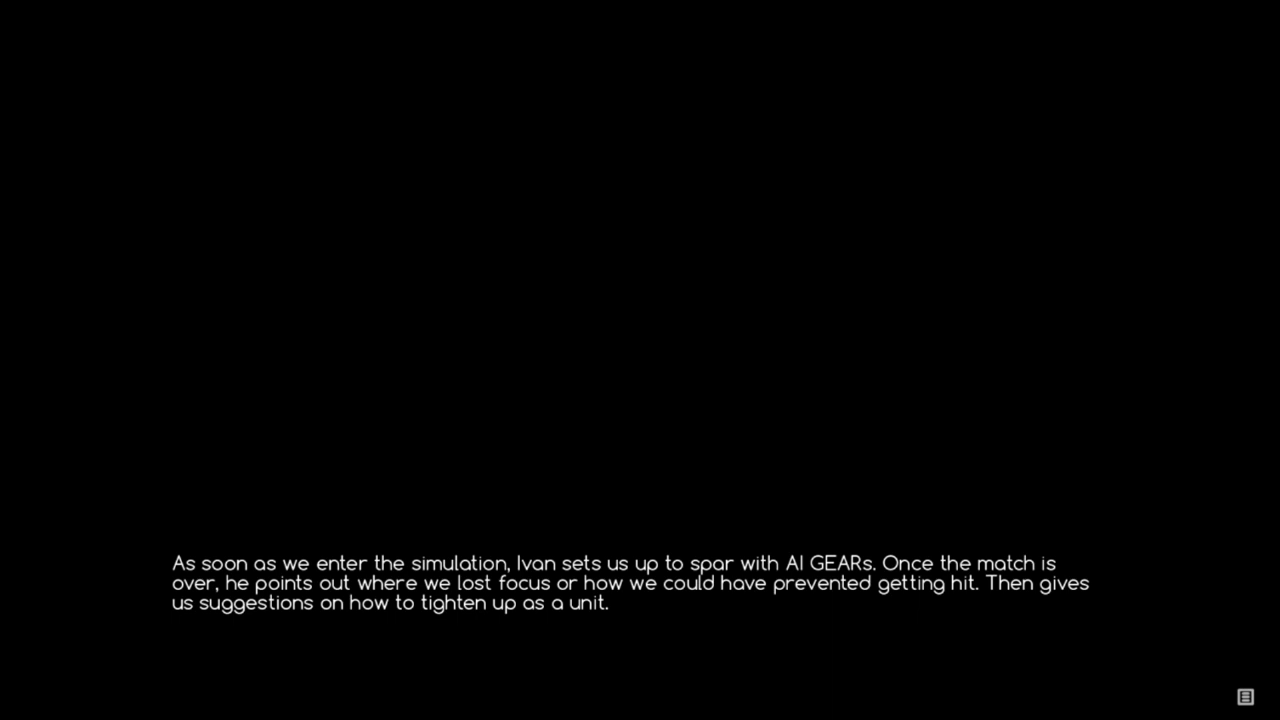 As soon as we enter the simulation, Ivan sets us up to spar with AI GEARs. Once the match is
over, he points out where we lost focus or how we could have prevented getting hit. Then gives
us suggestions on how to tighten up as a unit.